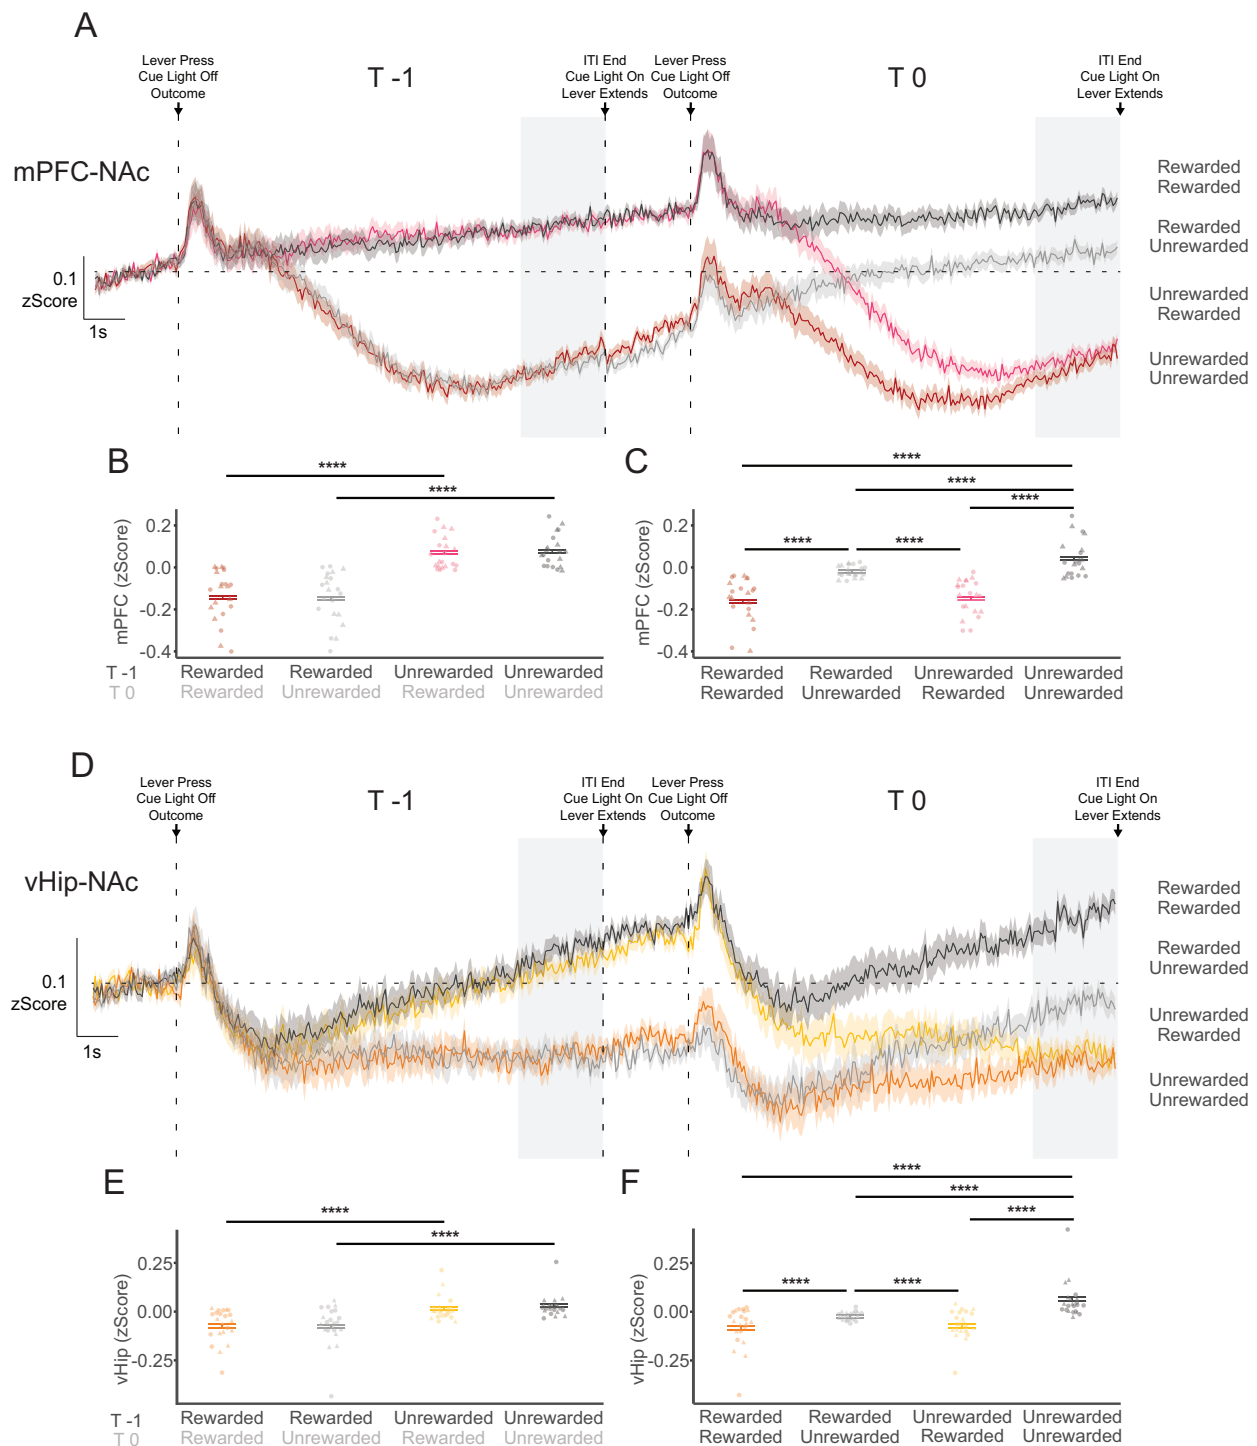 A
Lever Press
Cue Light Off
Outcome
T -1
ITI End
Cue Light On
Lever Extends
Lever Press
Cue Light Off
Outcome
T 0
ITI End
Cue Light On
Lever Extends
mPFC-NAc
Rewarded
Rewarded
Rewarded
Unrewarded
Unrewarded
Rewarded
Unrewarded
Unrewarded
0.1
zScore
1s
B
****
****
mPFC (zScore)
0.2
0.0
-0.2
-0.4
T -1 Rewarded Rewarded Unrewarded Unrewarded
T 0 Rewarded Unrewarded Rewarded Unrewarded
C
****
****
****
**** ****
mPFC (zScore)
0.2
0.0
-0.2
-0.4
Rewarded Rewarded Unrewarded Unrewarded
Rewarded Unrewarded Rewarded Unrewarded
D
Lever Press
Cue Light Off
Outcome
T -1
ITI End
Cue Light On
Lever Extends
Lever Press
Cue Light Off
Outcome
T 0
ITI End
Cue Light On
Lever Extends
vHip-NAc
Rewarded
Rewarded
Rewarded
Unrewarded
Unrewarded
Rewarded
Unrewarded
Unrewarded
0.1
zScore
1s
E
****
****
vHip (zScore)
0.25
0.00
-0.25
T -1 Rewarded Rewarded Unrewarded Unrewarded
T 0 Rewarded Unrewarded Rewarded Unrewarded
F
****
****
****
**** ****
vHip (zScore)
0.25
0.00
-0.25
Rewarded Rewarded Unrewarded Unrewarded
Rewarded Unrewarded Rewarded Unrewarded